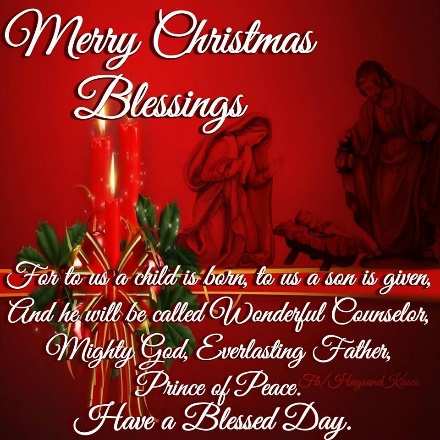 Merry Christmas
Blessings
For to us a child is born, to us a son is given,
And he will be called Wonderful Counselor,
Mighty God, Everlasting Father,
Prince of Peace.
Fb/HugsandKisses
Have a Blessed Day.